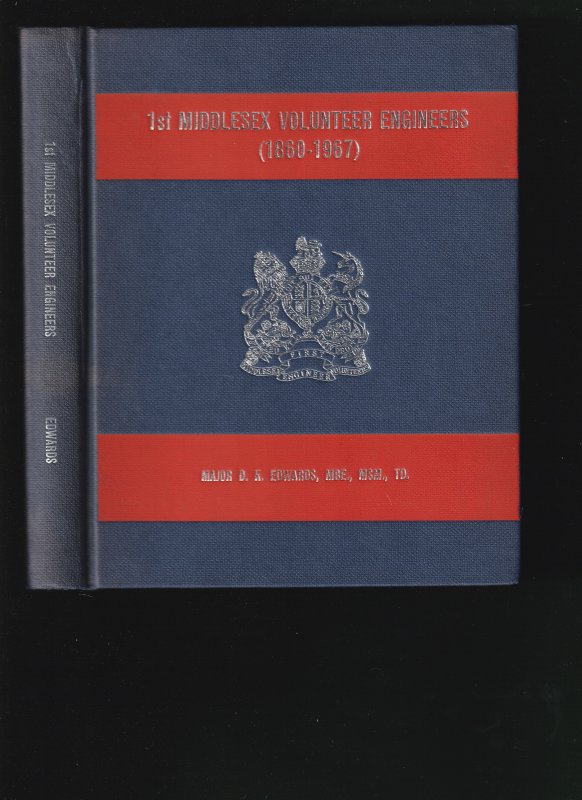 1st MIDDLESEX VOLUNTEER ENGINEERS
(1860-1967)
FIRST
MIDDLESEX ENGINEER VOLUNTEERS
MAJOR D. K. EDWARDS, MBE., MSM., TD.
1st MIDDLESEX VOLUNTEER ENGINEERS
EDWARDS